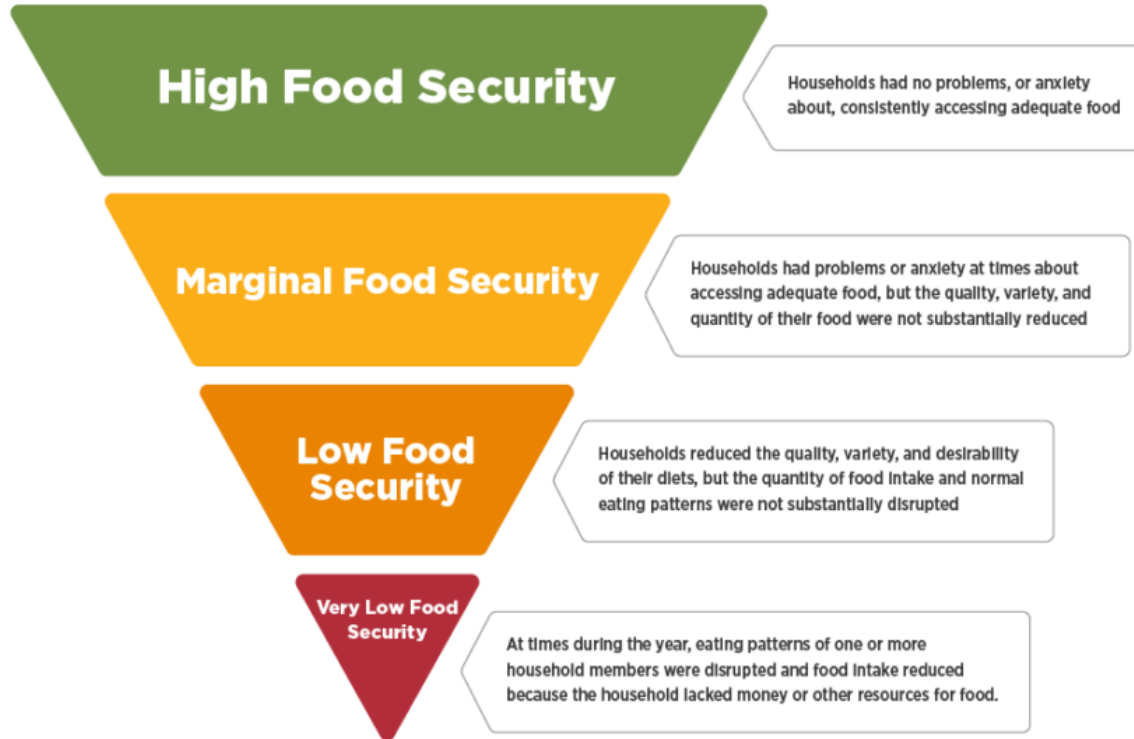 High Food Security
Households had no problems, or anxiety
about, consistently accessing adequate food
Marginal Food Security
Households had problems or anxiety at times about
accessing adequate food, but the quality, variety, and
quantity of their food were not substantially reduced
Low Food
Security
Households reduced the quality, variety, and desirability
of their diets, but the quantity of food intake and normal
eating patterns were not substantially disrupted
Very Low Food
Security
At times during the year, eating patterns of one or more
household members were disrupted and food intake reduced
because the household lacked money or other resources for food.